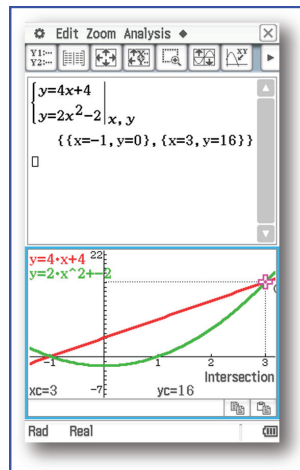 Edit Zoom Analysis
Y1:
Y2:
y=4x+4
y=2x²-2|x, y
{{x=-1,y=0},{x=3,y=16}}
y=4·x+4
22
y=2·x^2+-2
-1 1 2 3
Intersection
xc=3 -7 yc=16
Rad Real